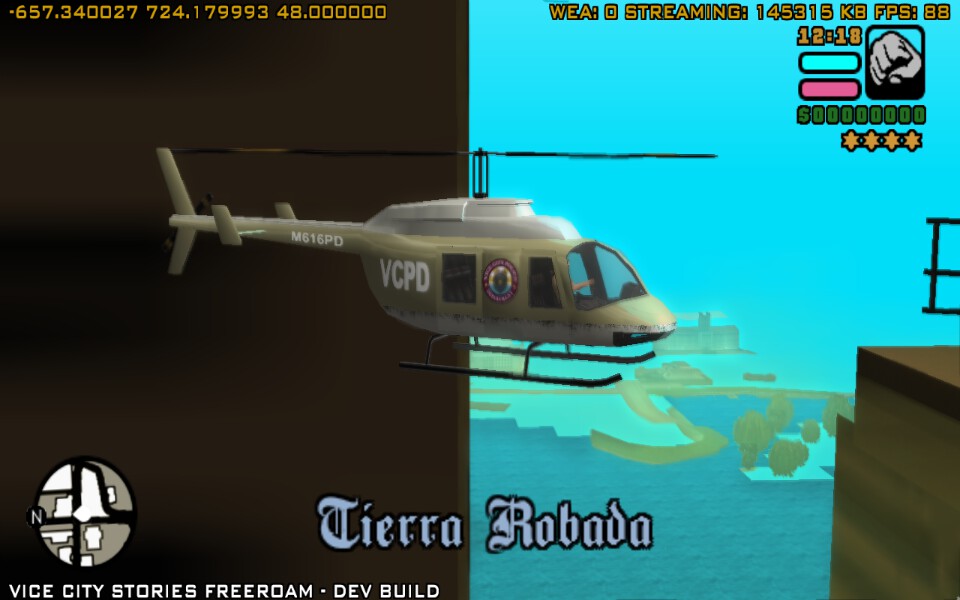 -657.340027 724.179993 48.000000
WEA: 0 STREAMING: 145315 KB FPS: 88
12:18
$00000000
M616PD
VCPD
N
Tierra Robada
VICE CITY STORIES FREEROAM - DEV BUILD